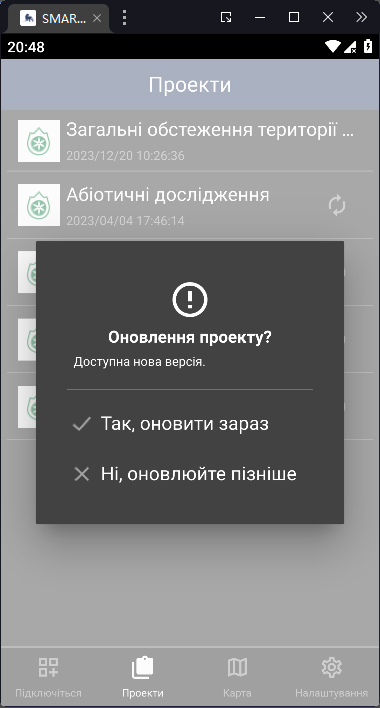 SMAR...
20:48
Проекти
Загальні обстеження території ...
2023/12/20 10:26:36
Абіотичні дослідження
2023/04/04 17:46:14
Оновлення проекту?
Доступна нова версія.
Так, оновити зараз
Ні, оновлюйте пізніше
Підключіться
Проекти
Карта
Налаштування